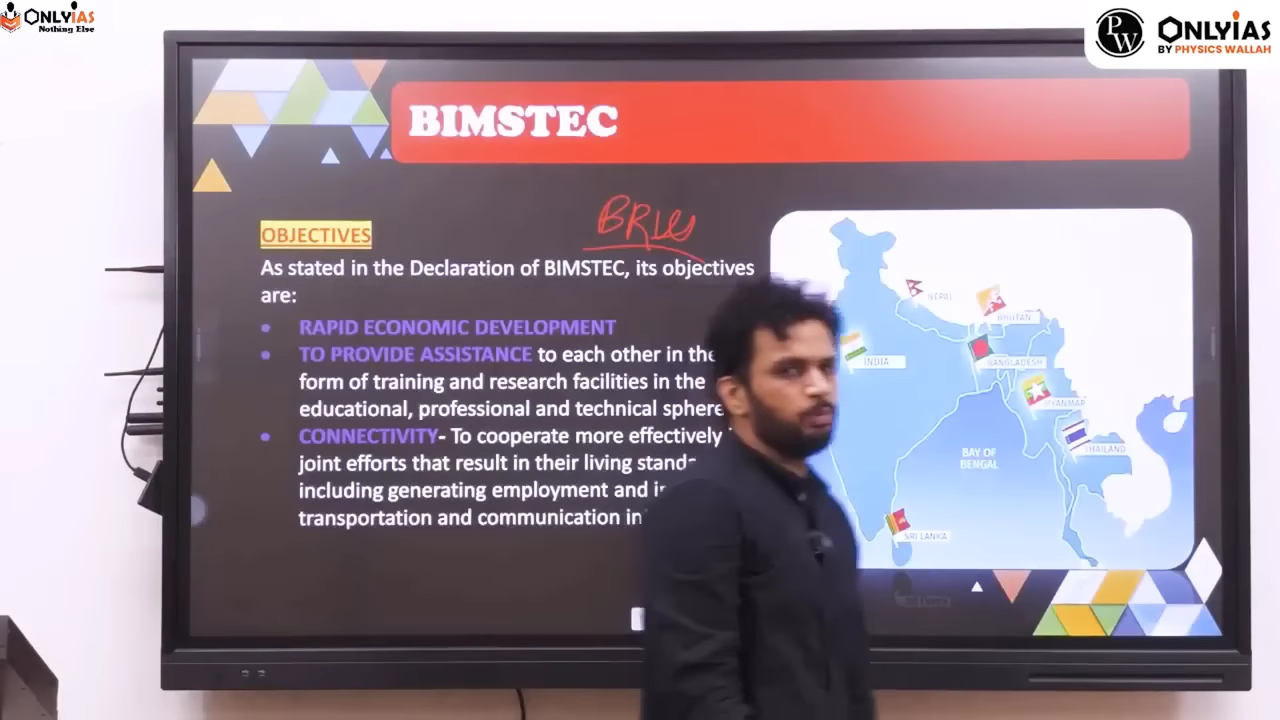 ONLYIAS
Nothing Else
PW
ONLYIAS
BY PHYSICS WALLAH
BIMSTEC
OBJECTIVES
As stated in the Declaration of BIMSTEC, its objectives
are:
• RAPID ECONOMIC DEVELOPMENT
• TO PROVIDE ASSISTANCE to each other in the
form of training and research facilities in the
educational, professional and technical sphere
• CONNECTIVITY- To cooperate more effectively
joint efforts that result in their living
including generating employment and
transportation and communication
NEPAL
BHUTAN
INDIA
BANGLADESH
MYANMAR
THAILAND
BAY OF
BENGAL
SRI LANKA